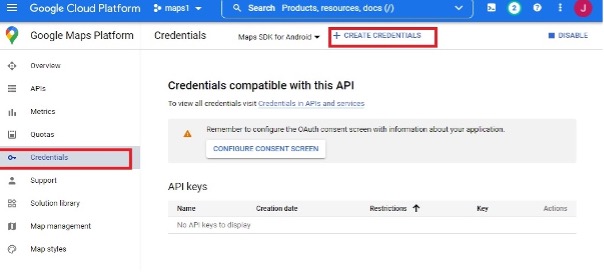 Google Cloud Platform
maps1
Search Products, resources, docs (/)
2
J
Google Maps Platform
Credentials
Maps SDK for Android
+ CREATE CREDENTIALS
DISABLE
Overview
APIs
Metrics
Quotas
Credentials
Support
Solution library
Map management
Map styles
Credentials compatible with this API
To view all credentials visit Credentials in APIs and services
Remember to configure the OAuth consent screen with information about your application.
CONFIGURE CONSENT SCREEN
API keys
Name Creation date Restrictions Key Actions
No API keys to display